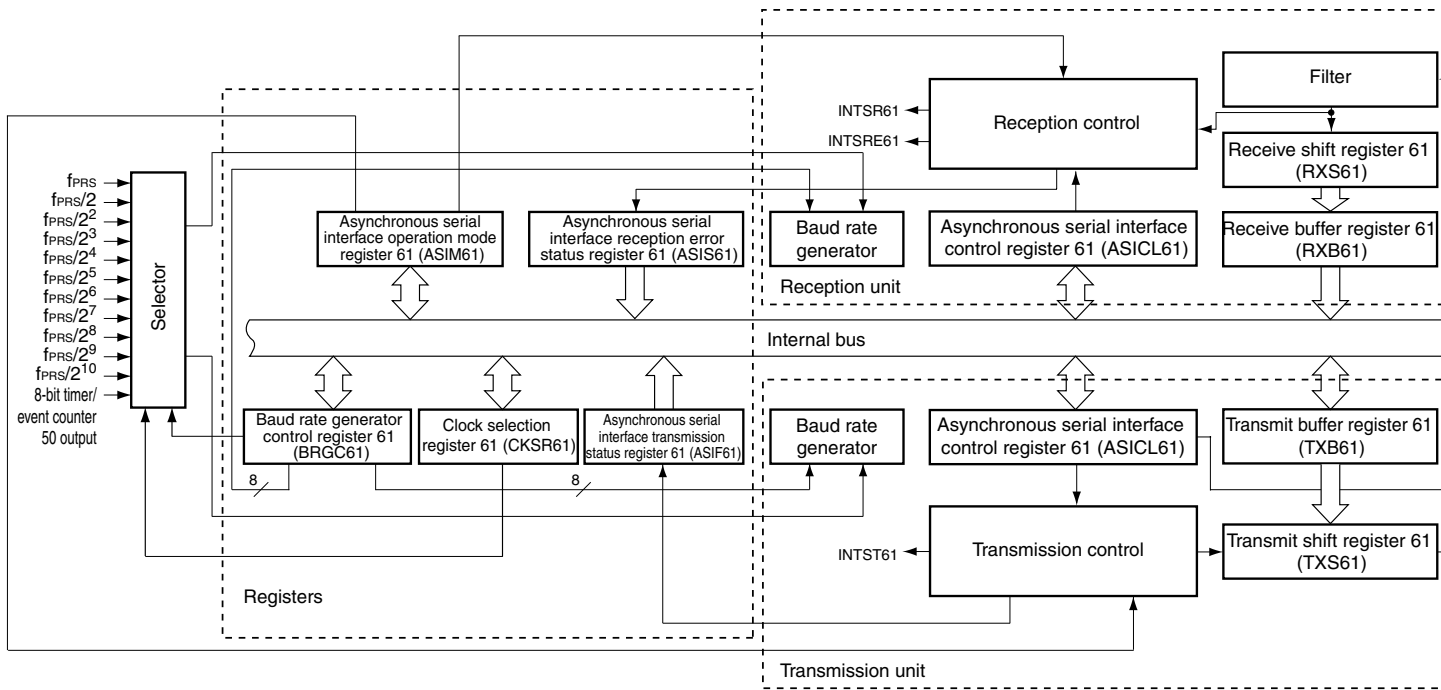 Filter
Reception control
INTSR61
INTSRE61
Receive shift register 61
(RXS61)
fPRS
fPRS/2
fPRS/2²
fPRS/2³
fPRS/2⁴
fPRS/2⁵
fPRS/2⁶
fPRS/2⁷
fPRS/2⁸
fPRS/2⁹
fPRS/2¹⁰
8-bit timer/
event counter
50 output
Selector
Asynchronous serial
interface operation mode
register 61 (ASIM61)
Asynchronous serial
interface reception error
status register 61 (ASIS61)
Baud rate
generator
Asynchronous serial interface
control register 61 (ASICL61)
Receive buffer register 61
(RXB61)
Reception unit
Internal bus
Baud rate generator
control register 61
(BRGC61)
Clock selection
register 61 (CKSR61)
Asynchronous serial
interface transmission
status register 61 (ASIF61)
Baud rate
generator
Asynchronous serial interface
control register 61 (ASICL61)
Transmit buffer register 61
(TXB61)
8
8
INTST61
Transmission control
Transmit shift register 61
(TXS61)
Registers
Transmission unit